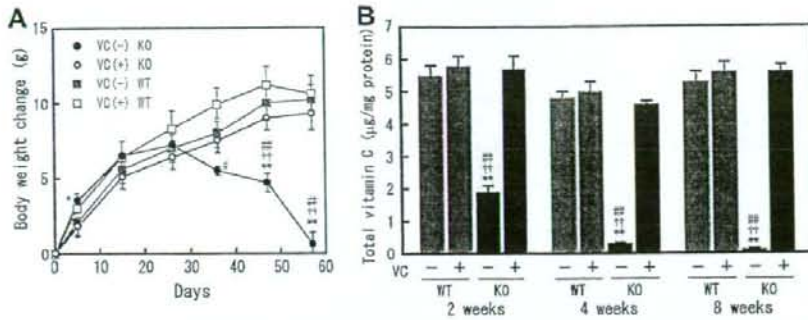 A
Body weight change (g)
15
10
5
0
VC(-) KO
VC(+) KO
VC(-) WT
VC(+) WT
0 10 20 30 40 50 60
Days
B
Total vitamin C (μg/mg protein)
7
6
5
4
3
2
1
0
VC − + − + − + − + − + − +
WT KO WT KO WT KO
2 weeks 4 weeks 8 weeks